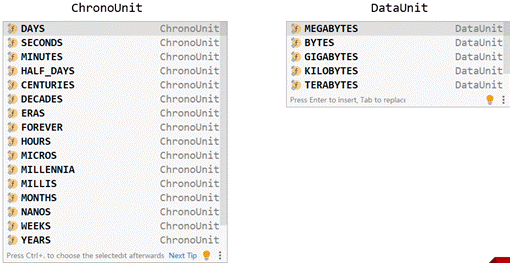 ChronoUnit
DAYS ChronoUnit
SECONDS ChronoUnit
MINUTES ChronoUnit
HALF_DAYS ChronoUnit
CENTURIES ChronoUnit
DECADES ChronoUnit
ERAS ChronoUnit
FOREVER ChronoUnit
HOURS ChronoUnit
MICROS ChronoUnit
MILLENNIA ChronoUnit
MILLIS ChronoUnit
MONTHS ChronoUnit
NANOS ChronoUnit
WEEKS ChronoUnit
YEARS ChronoUnit
Press Ctrl+. to choose the selectedt afterwards Next Tip
DataUnit
MEGABYTES DataUnit
BYTES DataUnit
GIGABYTES DataUnit
KILOBYTES DataUnit
TERABYTES DataUnit
Press Enter to insert, Tab to replac